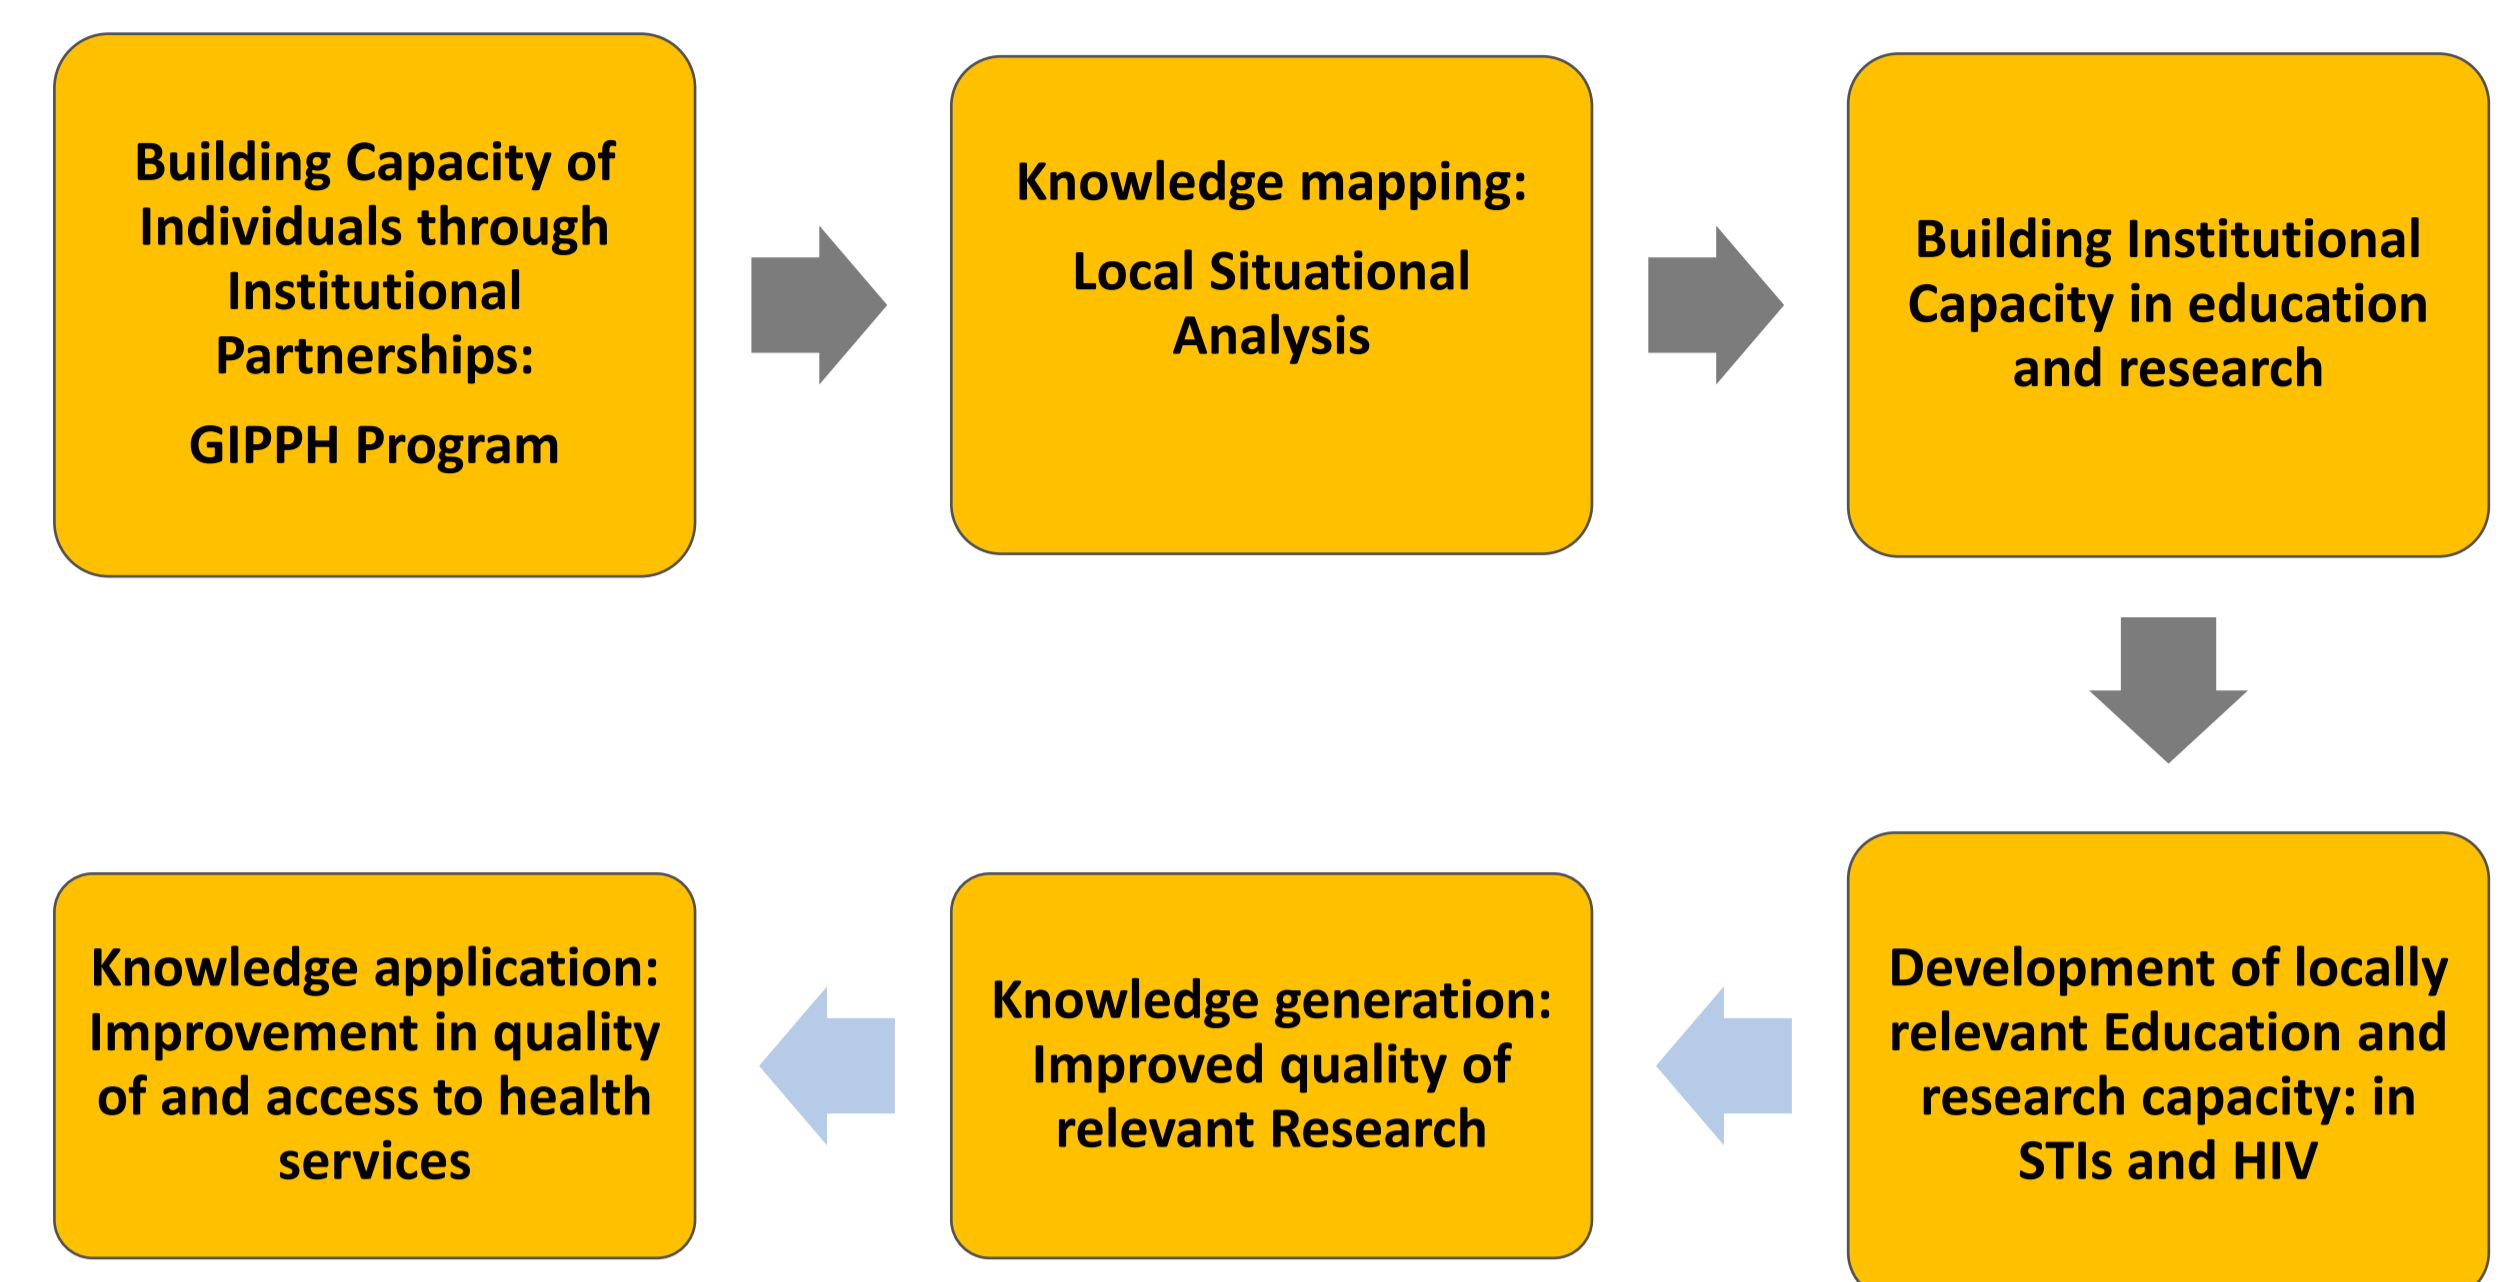 Building Capacity of
Individuals through
Institutional
Partnerships:
GIPPH Program
Knowledge mapping:
Local Situational
Analysis
Building Institutional
Capacity in education
and research
Development of locally
relevant Education and
research capacity: in
STIs and HIV
Knowledge generation:
Improved quality of
relevant Research
Knowledge application:
Improvement in quality
of and access to health
services